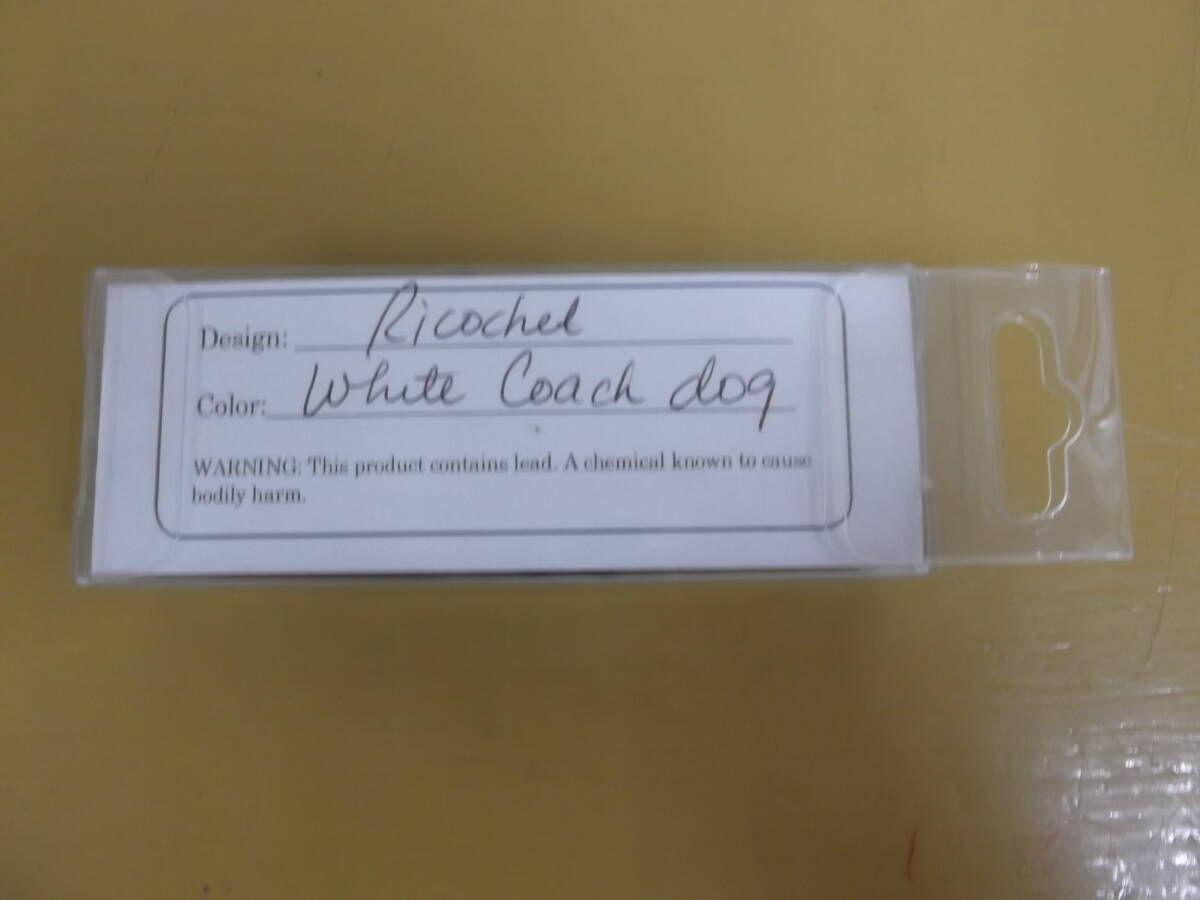 Design: Ricochet
Color: White Coach dog
WARNING: This product contains lead. A chemical known to cause
bodily harm.